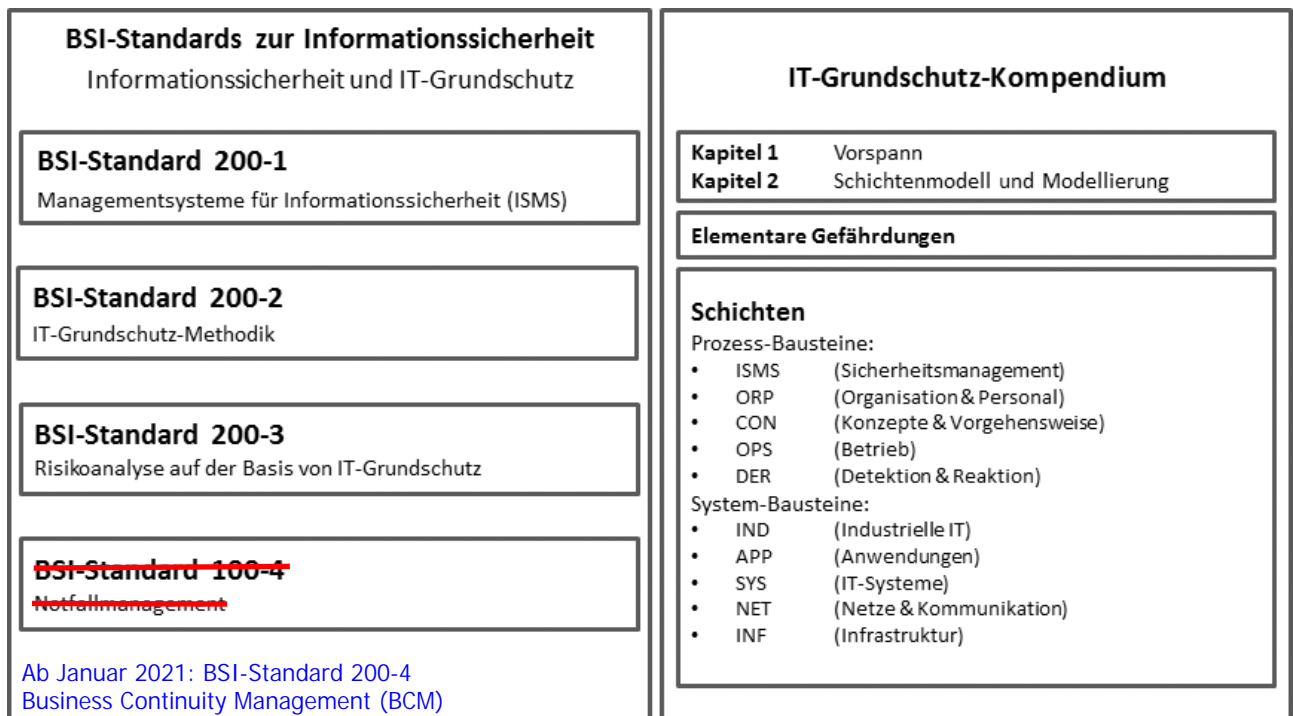 BSI-Standards zur Informationssicherheit
Informationssicherheit und IT-Grundschutz
BSI-Standard 200-1
Managementsysteme für Informationssicherheit (ISMS)
BSI-Standard 200-2
IT-Grundschutz-Methodik
BSI-Standard 200-3
Risikoanalyse auf der Basis von IT-Grundschutz
BSI-Standard 100-4
Notfallmanagement
Ab Januar 2021: BSI-Standard 200-4
Business Continuity Management (BCM)
IT-Grundschutz-Kompendium
Kapitel 1 Vorspann
Kapitel 2 Schichtenmodell und Modellierung
Elementare Gefährdungen
Schichten
Prozess-Bausteine:
• ISMS (Sicherheitsmanagement)
• ORP (Organisation & Personal)
• CON (Konzepte & Vorgehensweise)
• OPS (Betrieb)
• DER (Detektion & Reaktion)
System-Bausteine:
• IND (Industrielle IT)
• APP (Anwendungen)
• SYS (IT-Systeme)
• NET (Netze & Kommunikation)
• INF (Infrastruktur)